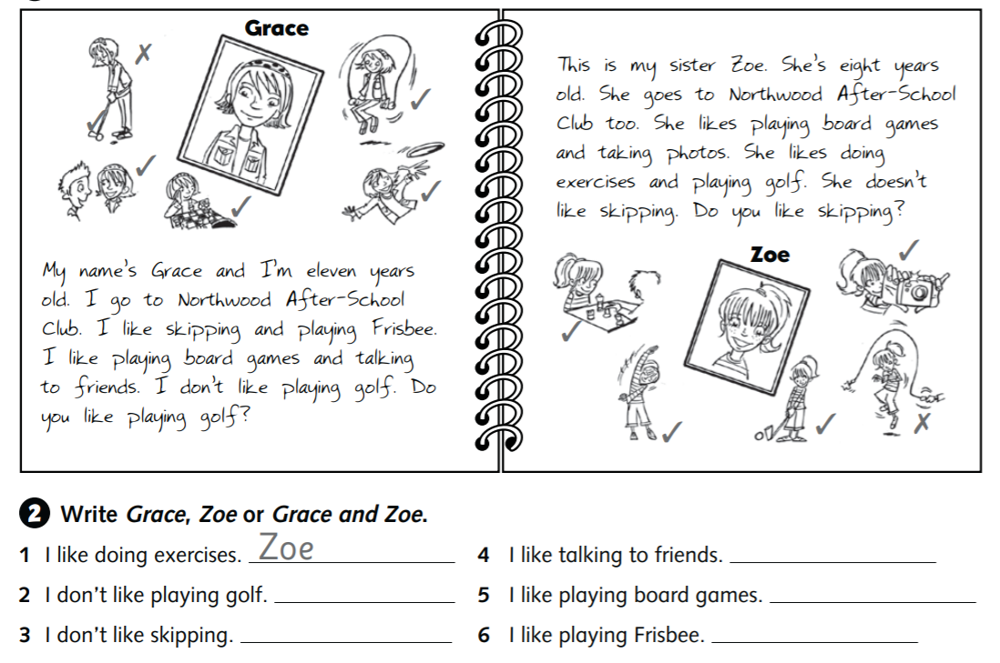 Grace
My name's Grace and I'm eleven years
old. I go to Northwood After-School
Club. I like skipping and playing Frisbee.
I like playing board games and talking
to friends. I don't like playing golf. Do
you like playing golf?
This is my sister Zoe. She's eight years
old. She goes to Northwood After-School
Club too. She likes playing board games
and taking photos. She likes doing
exercises and playing golf. She doesn't
like skipping. Do you like skipping?
Zoe
2 Write Grace, Zoe or Grace and Zoe.
1 I like doing exercises. Zoe
2 I don't like playing golf.
3 I don't like skipping.
4 I like talking to friends.
5 I like playing board games.
6 I like playing Frisbee.